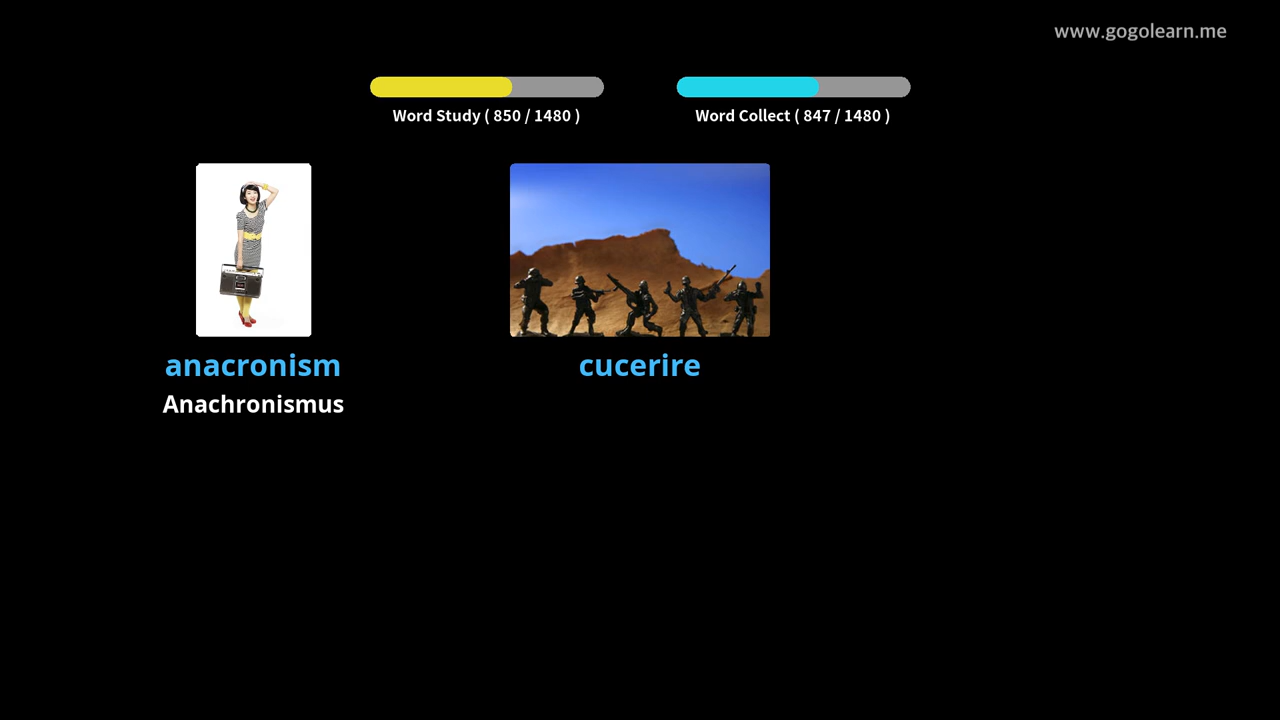 www.gogolearn.me
Word Study ( 850 / 1480 )
Word Collect ( 847 / 1480 )
anacronism
cucerire
Anachronismus